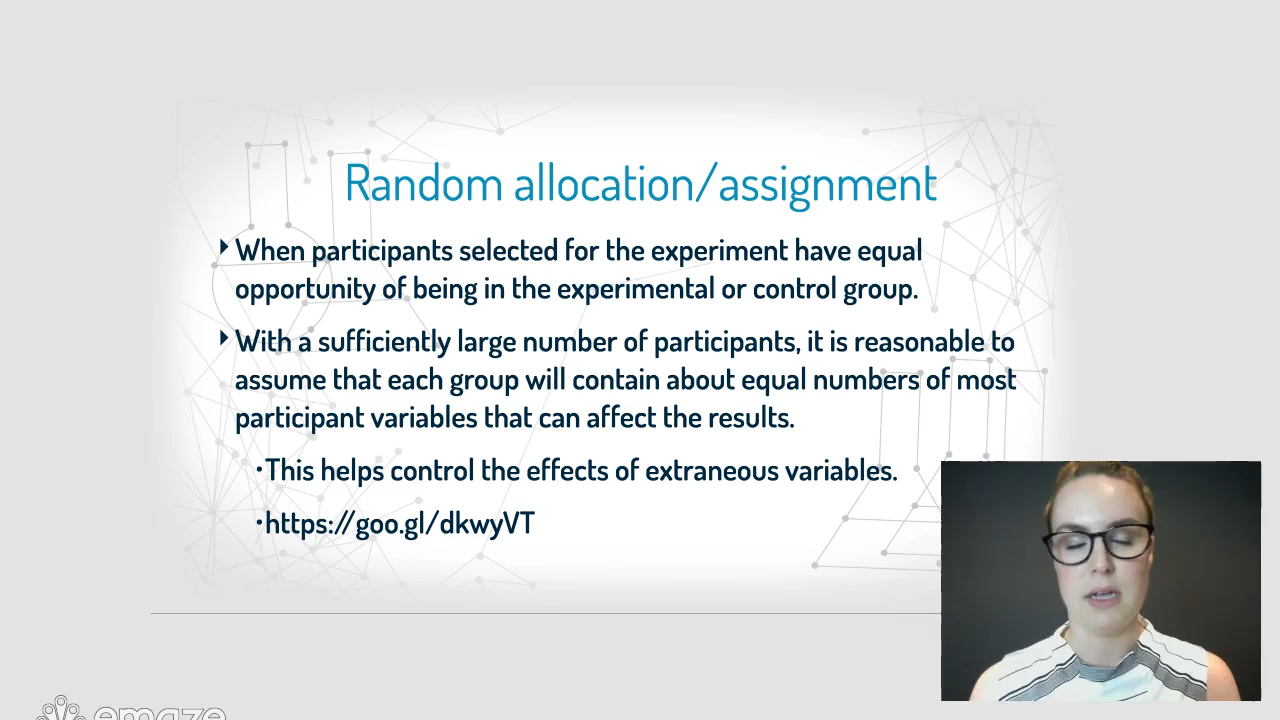 Random allocation/assignment
When participants selected for the experiment have equal
opportunity of being in the experimental or control group.
With a sufficiently large number of participants, it is reasonable to
assume that each group will contain about equal numbers of most
participant variables that can affect the results.
•This helps control the effects of extraneous variables.
•https://goo.gl/dkwyVT
emaze